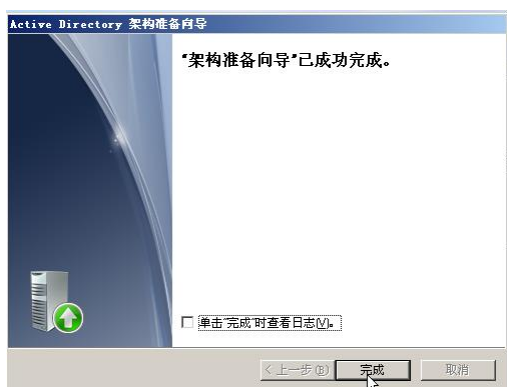 Active Directory 架构准备向导
“架构准备向导”已成功完成。
单击“完成”时查看日志(V)。
< 上一步(B) 完成 取消